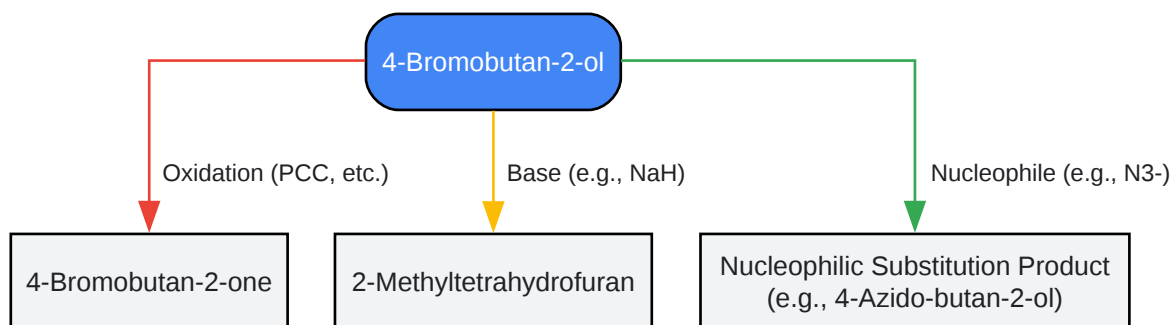 4-Bromobutan-2-ol
Oxidation (PCC, etc.)
Base (e.g., NaH)
Nucleophile (e.g., N3-)
4-Bromobutan-2-one
2-Methyltetrahydrofuran
Nucleophilic Substitution Product
(e.g., 4-Azido-butan-2-ol)